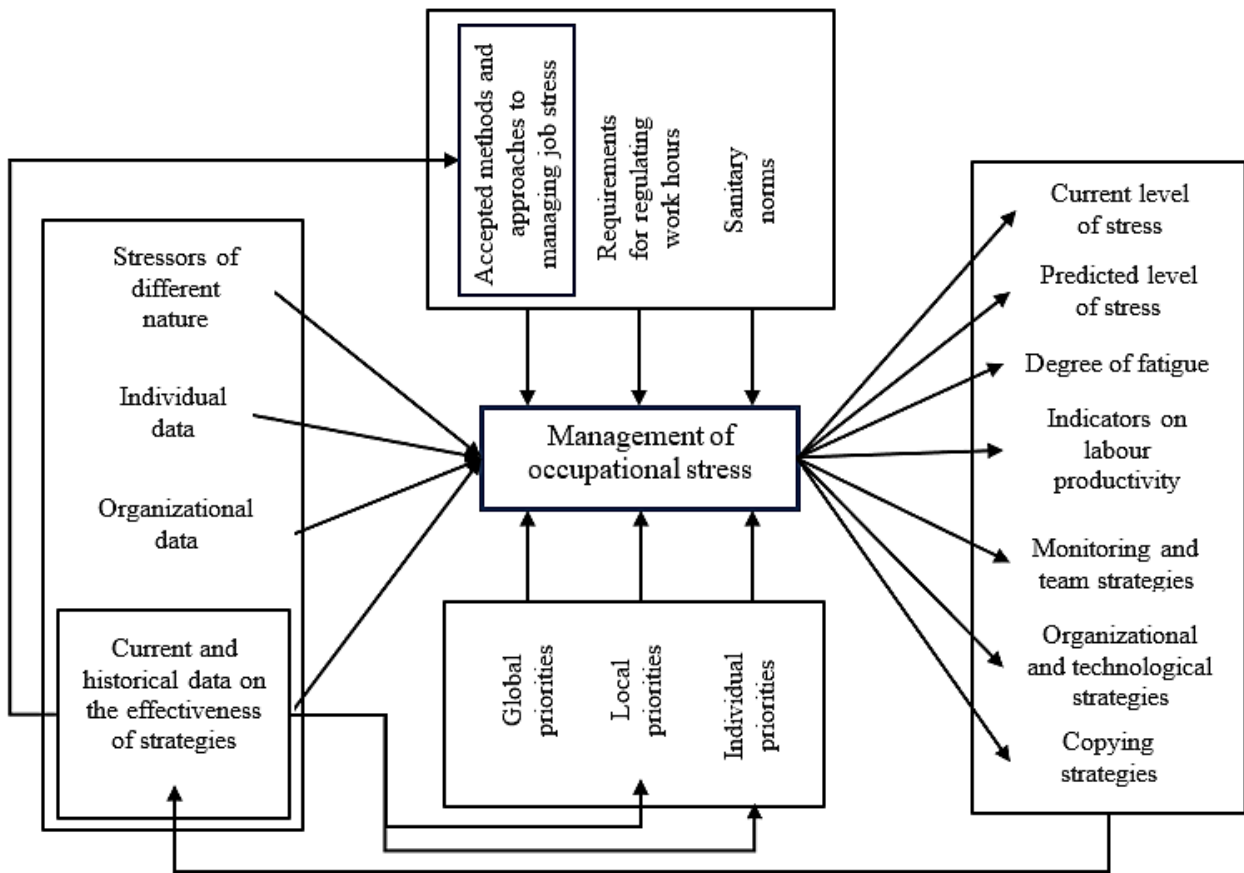 Accepted methods and
approaches to
managing job stress
Requirements
for regulating
work hours
Sanitary
norms
Stressors of
different
nature
Individual
data
Organizational
data
Current and
historical data on
the effectiveness
of strategies
Management of
occupational stress
Global
priorities
Local
priorities
Individual
priorities
Current level
of stress
Predicted level
of stress
Degree of fatigue
Indicators on
labour
productivity
Monitoring and
team strategies
Organizational
and technological
strategies
Copying
strategies